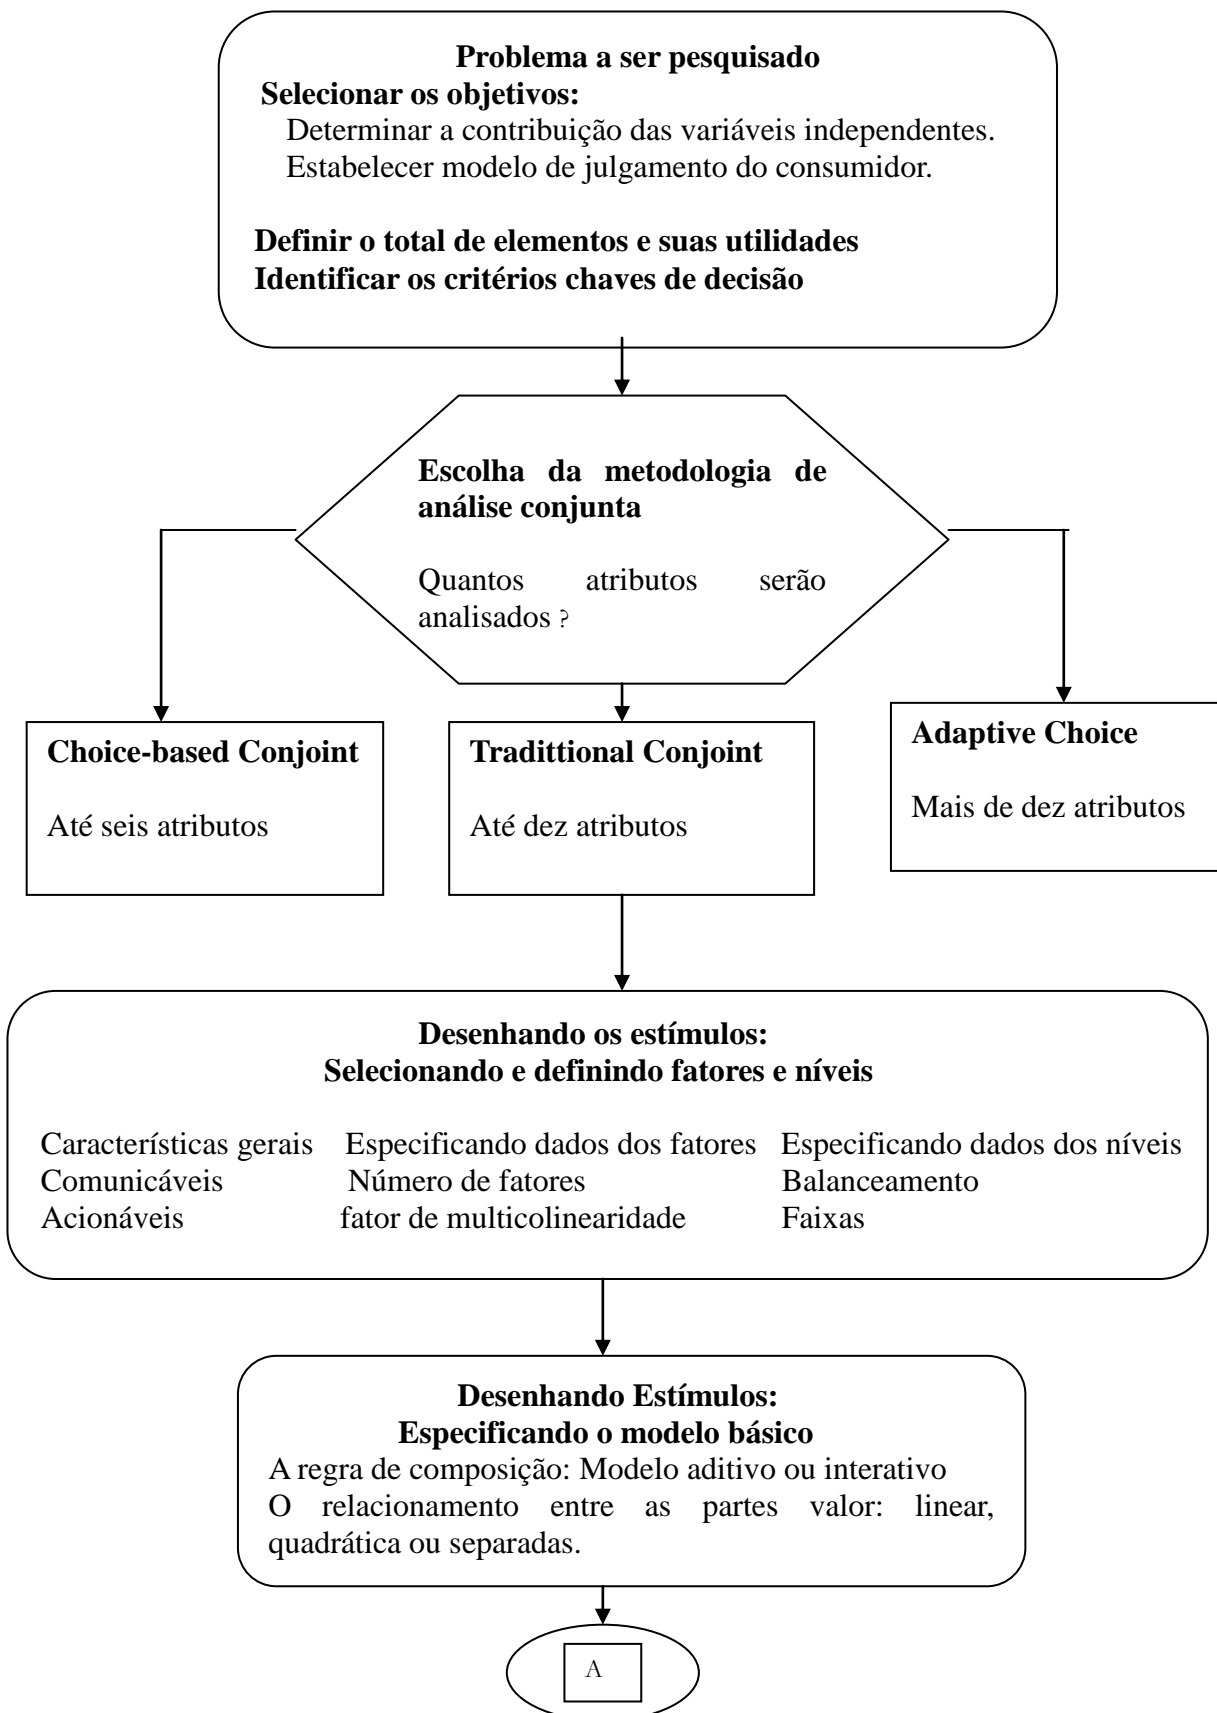 Problema a ser pesquisado
Selecionar os objetivos:
Determinar a contribuição das variáveis independentes.
Estabelecer modelo de julgamento do consumidor.
Definir o total de elementos e suas utilidades
Identificar os critérios chaves de decisão
Escolha da metodologia de
análise conjunta
Quantos atributos serão
analisados ?
Choice-based Conjoint
Até seis atributos
Tradittional Conjoint
Até dez atributos
Adaptive Choice
Mais de dez atributos
Desenhando os estímulos:
Selecionando e definindo fatores e níveis
Características gerais Especificando dados dos fatores Especificando dados dos níveis
Comunicáveis Número de fatores Balanceamento
Acionáveis fator de multicolinearidade Faixas
Desenhando Estímulos:
Especificando o modelo básico
A regra de composição: Modelo aditivo ou interativo
O relacionamento entre as partes valor: linear,
quadrática ou separadas.
A